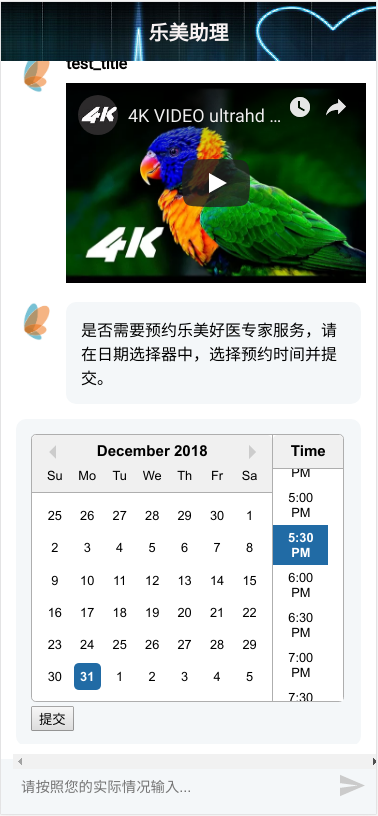 乐美助理
test_title
4K 4K VIDEO ultrahd ...
4K
是否需要预约乐美好医专家服务，请
在日期选择器中，选择预约时间并提
交。
December 2018
Time
Su Mo Tu We Th Fr Sa
25 26 27 28 29 30 1
2 3 4 5 6 7 8
9 10 11 12 13 14 15
16 17 18 19 20 21 22
23 24 25 26 27 28 29
30 31 1 2 3 4 5
PM
5:00
PM
5:30
PM
6:00
PM
6:30
PM
7:00
PM
7:30
提交
请按照您的实际情况输入...